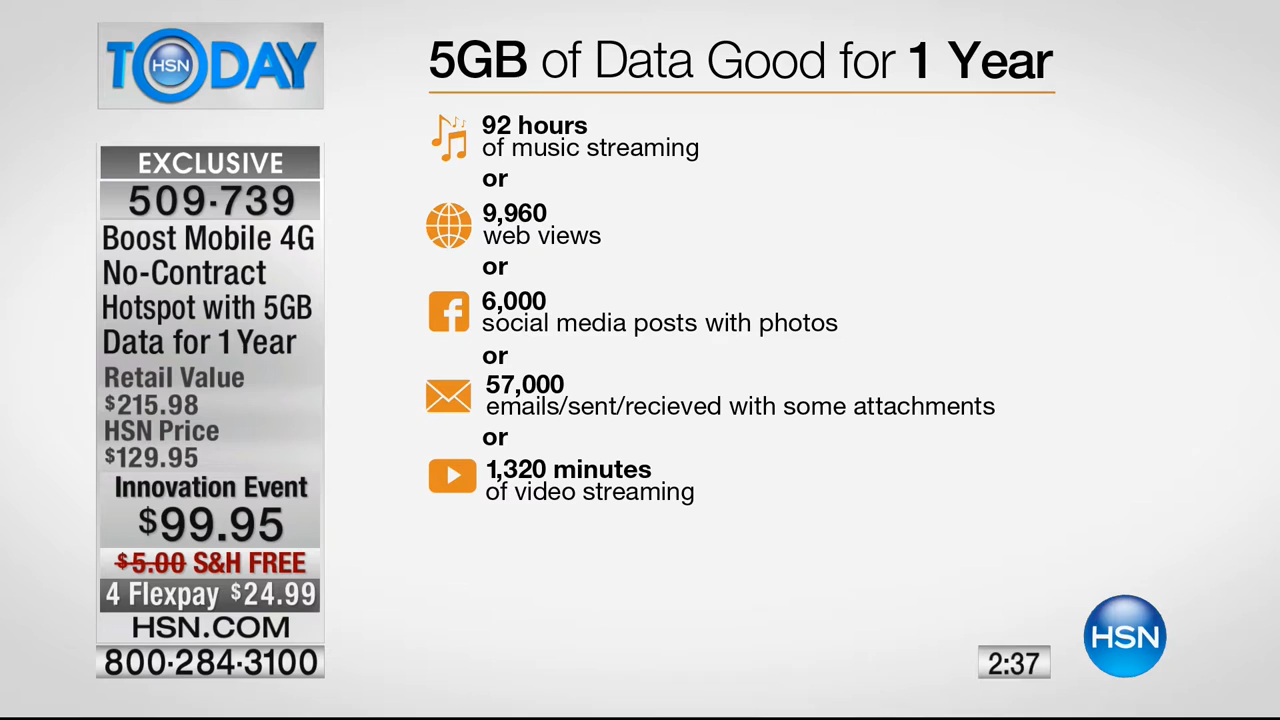 TODAY
HSN
EXCLUSIVE
509·739
Boost Mobile 4G
No-Contract
Hotspot with 5GB
Data for 1 Year
Retail Value
$215.98
HSN Price
$129.95
Innovation Event
$99.95
$5.00 S&H FREE
4 Flexpay $24.99
HSN.COM
800·284·3100
5GB of Data Good for 1 Year
92 hours
of music streaming
or
9,960
web views
or
6,000
social media posts with photos
or
57,000
emails/sent/recieved with some attachments
or
1,320 minutes
of video streaming
2:37
HSN